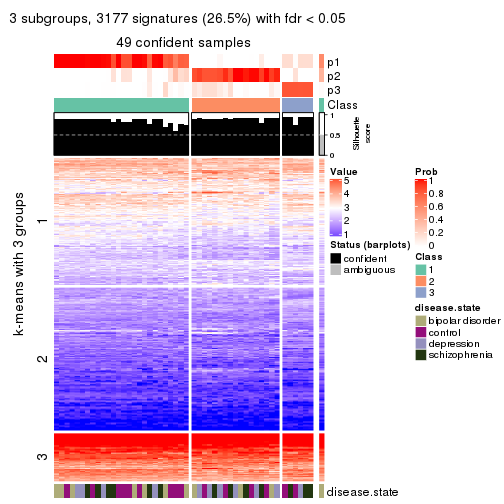 3 subgroups, 3177 signatures (26.5%) with fdr < 0.05
49 confident samples
p1
p2
p3
Class
1
0.5
0
Silhouette
score
k-means with 3 groups
1
2
3
Value
5
4
3
2
1
Status (barplots)
confident
ambiguous
Prob
1
0.8
0.6
0.4
0.2
0
Class
1
2
3
disease.state
bipolar disorder
control
depression
schizophrenia
disease.state